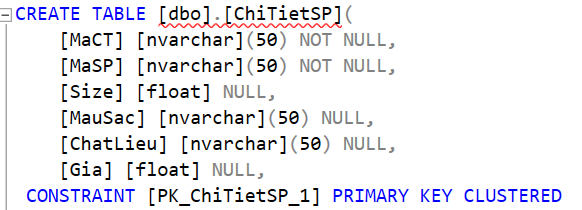 CREATE TABLE [dbo].[ChiTietSP](
[MaCT] [nvarchar](50) NOT NULL,
[MaSP] [nvarchar](50) NOT NULL,
[Size] [float] NULL,
[MauSac] [nvarchar](50) NULL,
[ChatLieu] [nvarchar](50) NULL,
[Gia] [float] NULL,
CONSTRAINT [PK_ChiTietSP_1] PRIMARY KEY CLUSTERED